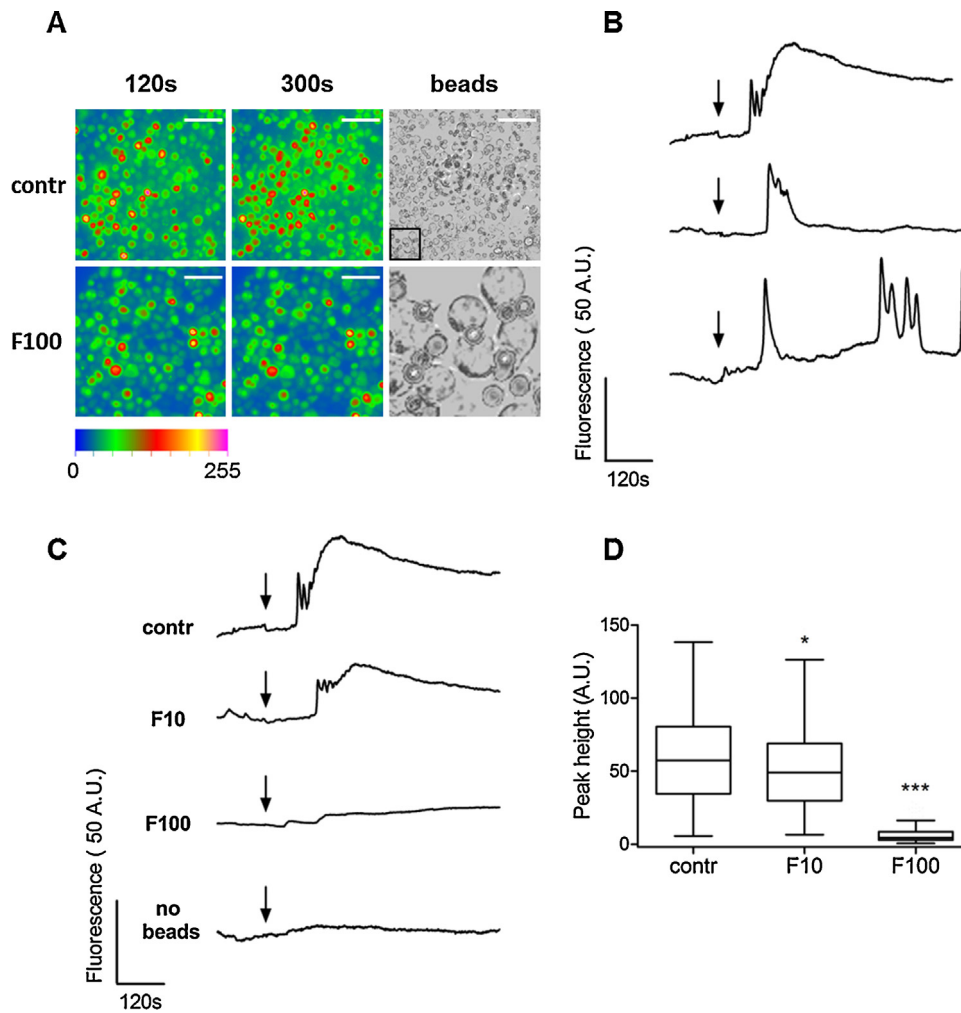 A
120s 300s beads
contr
F100
0 255
B
Fluorescence ( 50 A.U.)
120s
C
contr
F10
F100
no
beads
Fluorescence ( 50 A.U.)
120s
D
150
100
50
0
Peak height (A.U.)
*
***
contr F10 F100